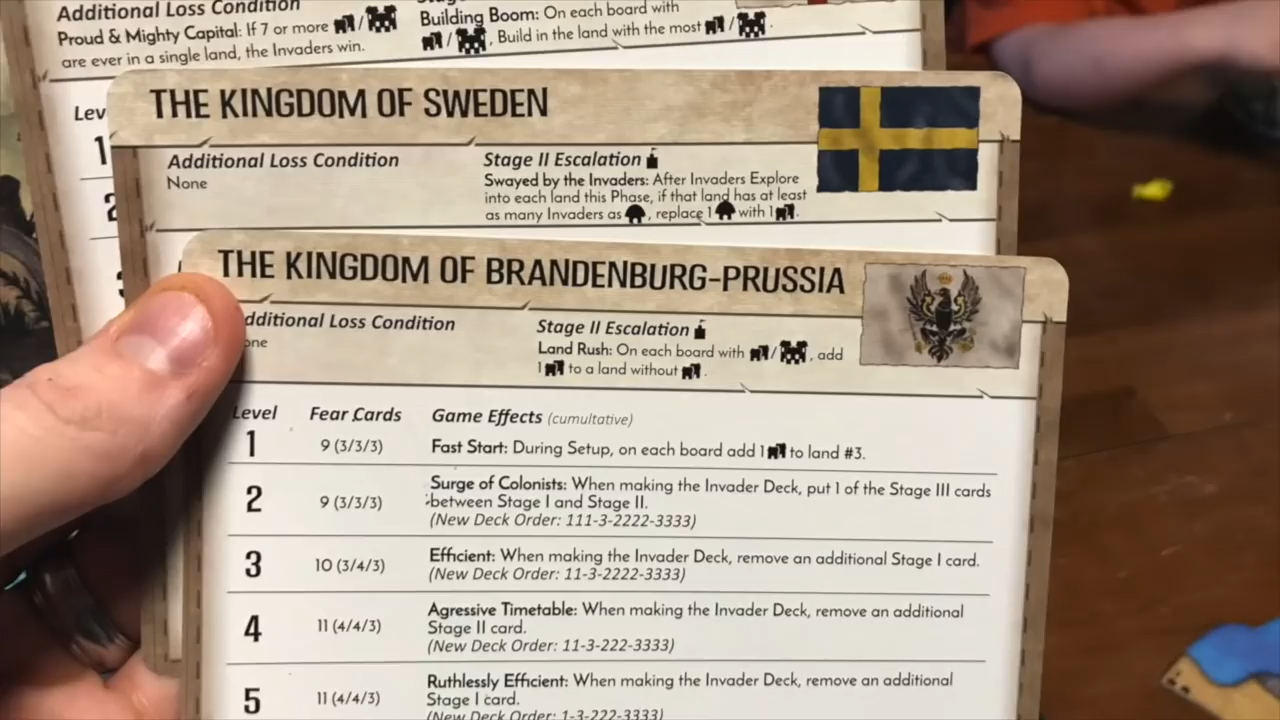 Additional Loss Condition
Proud & Mighty Capital: If 7 or more /
are ever in a single land, the Invaders win.
Building Boom: On each board with
/ , Build in the land with the most / .
Lev
1
2
THE KINGDOM OF SWEDEN
Additional Loss Condition
None
Stage II Escalation
Swayed by the Invaders: After Invaders Explore
into each land this Phase, if that land has at least
as many Invaders as , replace 1 with 1 .
THE KINGDOM OF BRANDENBURG-PRUSSIA
dditional Loss Condition
one
Stage II Escalation
Land Rush: On each board with / , add
1 to a land without .
Level Fear Cards Game Effects (cumultative)
1 9 (3/3/3) Fast Start: During Setup, on each board add 1 to land #3.
2 9 (3/3/3) Surge of Colonists: When making the Invader Deck, put 1 of the Stage III cards
between Stage I and Stage II.
(New Deck Order: 111-3-2222-3333)
3 10 (3/4/3) Efficient: When making the Invader Deck, remove an additional Stage I card.
(New Deck Order: 11-3-2222-3333)
4 11 (4/4/3) Agressive Timetable: When making the Invader Deck, remove an additional
Stage II card.
(New Deck Order: 11-3-222-3333)
5 11 (4/4/3) Ruthlessly Efficient: When making the Invader Deck, remove an additional
Stage I card.
(New Deck Order: 1-3-222-3333)